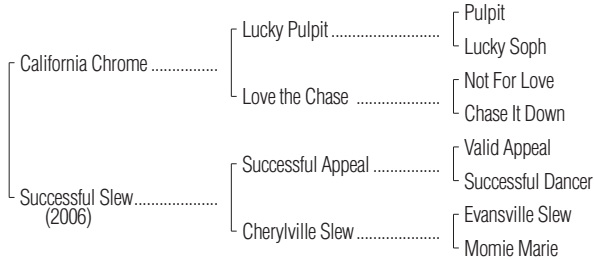 Pulpit
Lucky Pulpit
Lucky Soph
California Chrome
Not For Love
Love the Chase
Chase It Down
Valid Appeal
Successful Appeal
Successful Dancer
Successful Slew
(2006)
Evansville Slew
Cherylville Slew
Momie Marie